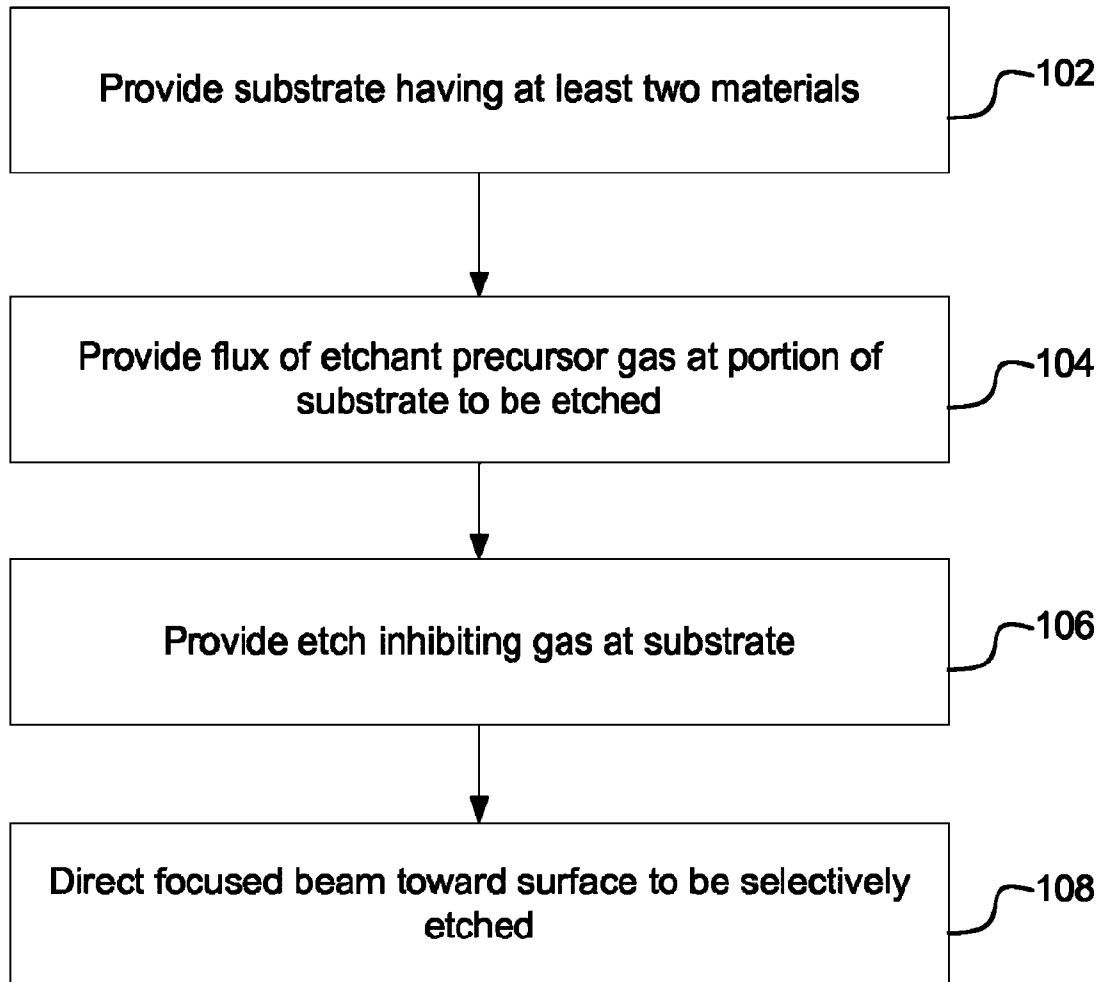 Provide substrate having at least two materials
102
Provide flux of etchant precursor gas at portion of
substrate to be etched
104
Provide etch inhibiting gas at substrate
106
Direct focused beam toward surface to be selectively
etched
108